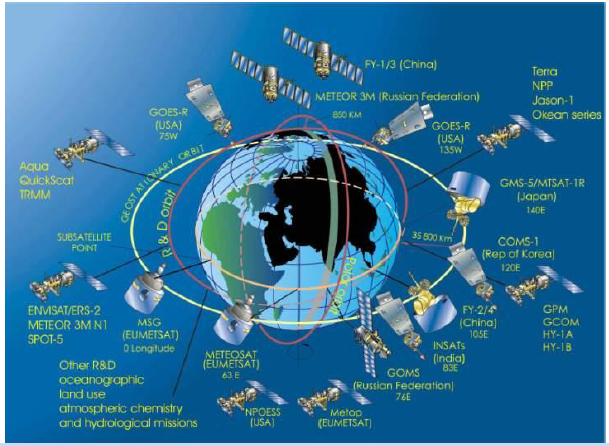 FY-1/3 (China)
METEOR 3M (Russian Federation)
850 KM
GOES-R
(USA)
75W
GOES-R
(USA)
135W
Terra
NPP
Jason-1
Okean series
Aqua
QuickScat
TRMM
GEOSTATIONARY ORBIT
R & D orbit
GMS-5/MTSAT-1R
(Japan)
140E
SUBSATELLITE
POINT
35 800 Km
COMS-1
(Rep of Korea)
120E
Polar orbit
ENVISAT/ERS-2
METEOR 3M N1
SPOT-5
MSG
(EUMETSAT)
0 Longitude
METEOSAT
(EUMETSAT)
63 E
FY-2/4
(China)
105E
INSATs
(India)
83E
GPM
GCOM
HY-1A
HY-1B
GOMS
(Russian Federation)
76E
Other R&D
oceanographic
land use
atmospheric chemistry
and hydrological missions
NPOESS
(USA)
Metop
(EUMETSAT)